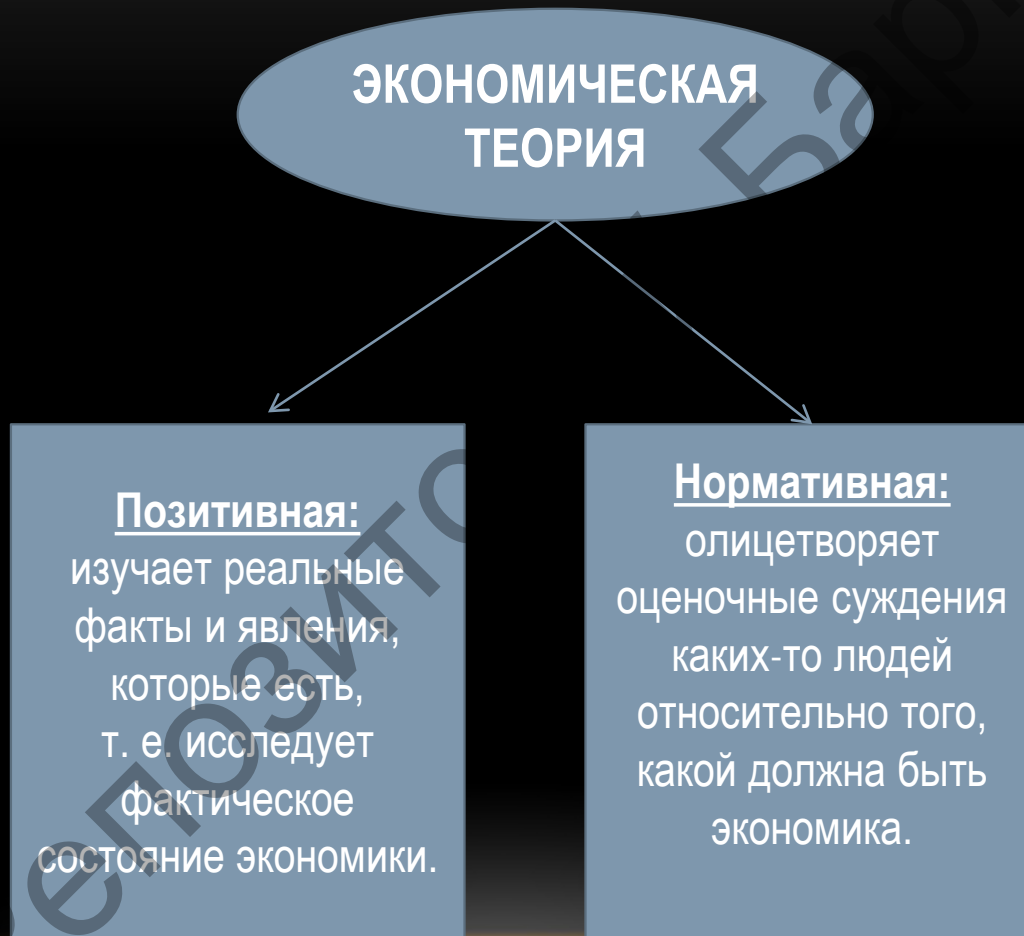 ЭКОНОМИЧЕСКАЯ
ТЕОРИЯ
Позитивная:
изучает реальные
факты и явления,
которые есть,
т. е. исследует
фактическое
состояние экономики.
Нормативная:
олицетворяет
оценочные суждения
каких-то людей
относительно того,
какой должна быть
экономика.